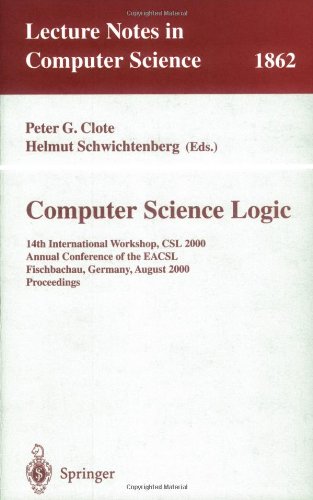 Lecture Notes in
Computer Science 1862
Peter G. Clote
Helmut Schwichtenberg (Eds.)
Computer Science Logic
14th International Workshop, CSL 2000
Annual Conference of the EACSL
Fischbachau, Germany, August 2000
Proceedings
Springer